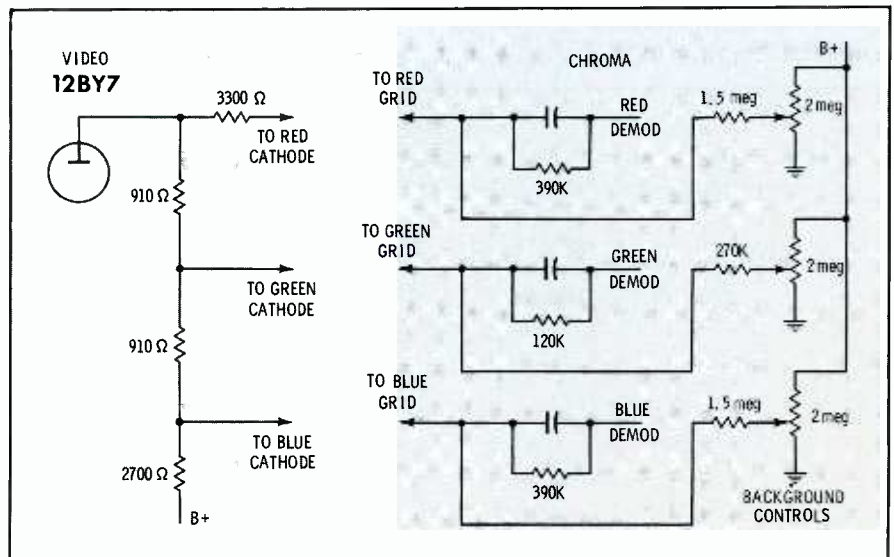 VIDEO
12BY7
3300 Ω
TO RED
CATHODE
910 Ω
TO GREEN
CATHODE
910 Ω
TO BLUE
CATHODE
2700 Ω
B+
CHROMA
B+
TO RED
GRID
RED
DEMOD
390K
1.5 meg
2 meg
TO GREEN
GRID
GREEN
DEMOD
120K
270K
2 meg
TO BLUE
GRID
BLUE
DEMOD
390K
1.5 meg
2 meg
BACKGROUND
CONTROLS